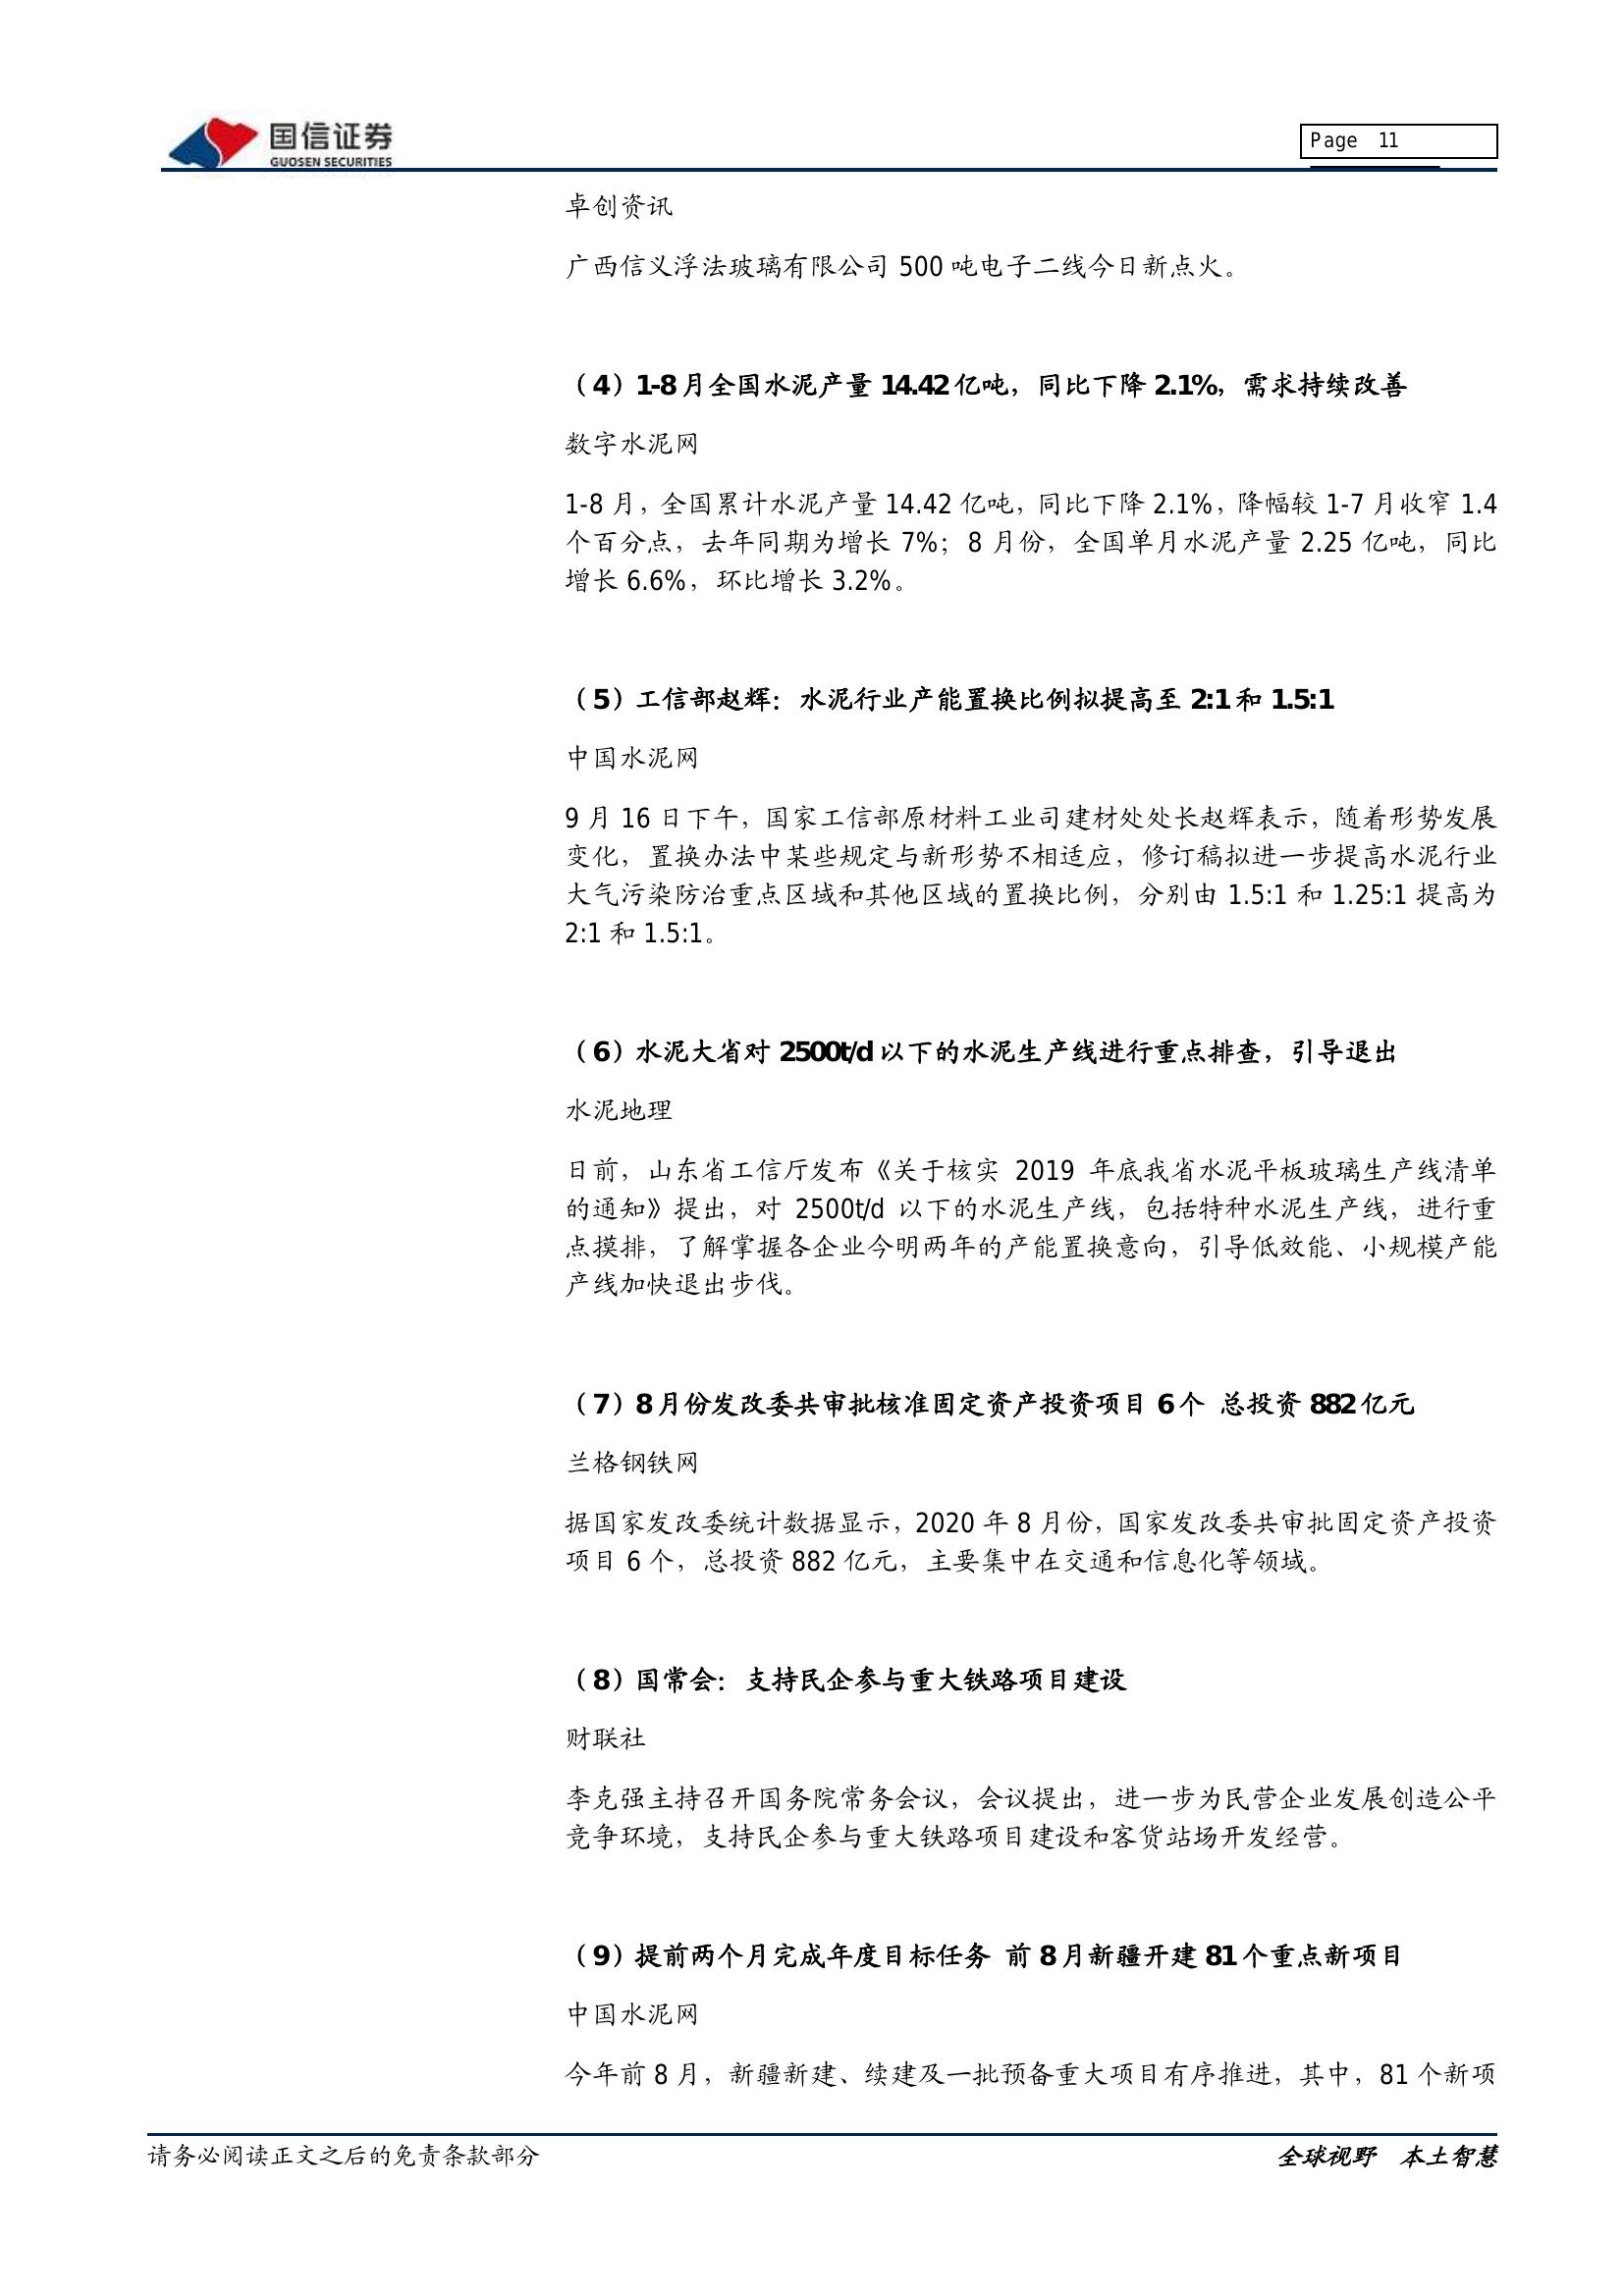 国信证券
GUOSEN SECURITIES
Page 11
卓创资讯
广西信义浮法玻璃有限公司 500 吨电子二线今日新点火。
（4）1-8 月全国水泥产量 14.42 亿吨，同比下降 2.1%，需求持续改善
数字水泥网
1-8 月，全国累计水泥产量 14.42 亿吨，同比下降 2.1%，降幅较 1-7 月收窄 1.4
个百分点，去年同期为增长 7%；8 月份，全国单月水泥产量 2.25 亿吨，同比
增长 6.6%，环比增长 3.2%。
（5）工信部赵辉：水泥行业产能置换比例拟提高至 2:1 和 1.5:1
中国水泥网
9 月 16 日下午，国家工信部原材料工业司建材处处长赵辉表示，随着形势发展
变化，置换办法中某些规定与新形势不相适应，修订稿拟进一步提高水泥行业
大气污染防治重点区域和其他区域的置换比例，分别由 1.5:1 和 1.25:1 提高为
2:1 和 1.5:1。
（6）水泥大省对 2500t/d 以下的水泥生产线进行重点排查，引导退出
水泥地理
日前，山东省工信厅发布《关于核实 2019 年底我省水泥平板玻璃生产线清单
的通知》提出，对 2500t/d 以下的水泥生产线，包括特种水泥生产线，进行重
点摸排，了解掌握各企业今明两年的产能置换意向，引导低效能、小规模产能
产线加快退出步伐。
（7）8 月份发改委共审批核准固定资产投资项目 6 个 总投资 882 亿元
兰格钢铁网
据国家发改委统计数据显示，2020 年 8 月份，国家发改委共审批固定资产投资
项目 6 个，总投资 882 亿元，主要集中在交通和信息化等领域。
（8）国常会：支持民企参与重大铁路项目建设
财联社
李克强主持召开国务院常务会议，会议提出，进一步为民营企业发展创造公平
竞争环境，支持民企参与重大铁路项目建设和客货站场开发经营。
（9）提前两个月完成年度目标任务 前 8 月新疆开建 81 个重点新项目
中国水泥网
今年前 8 月，新疆新建、续建及一批预备重大项目有序推进，其中，81 个新项
请务必阅读正文之后的免责条款部分
全球视野 本土智慧